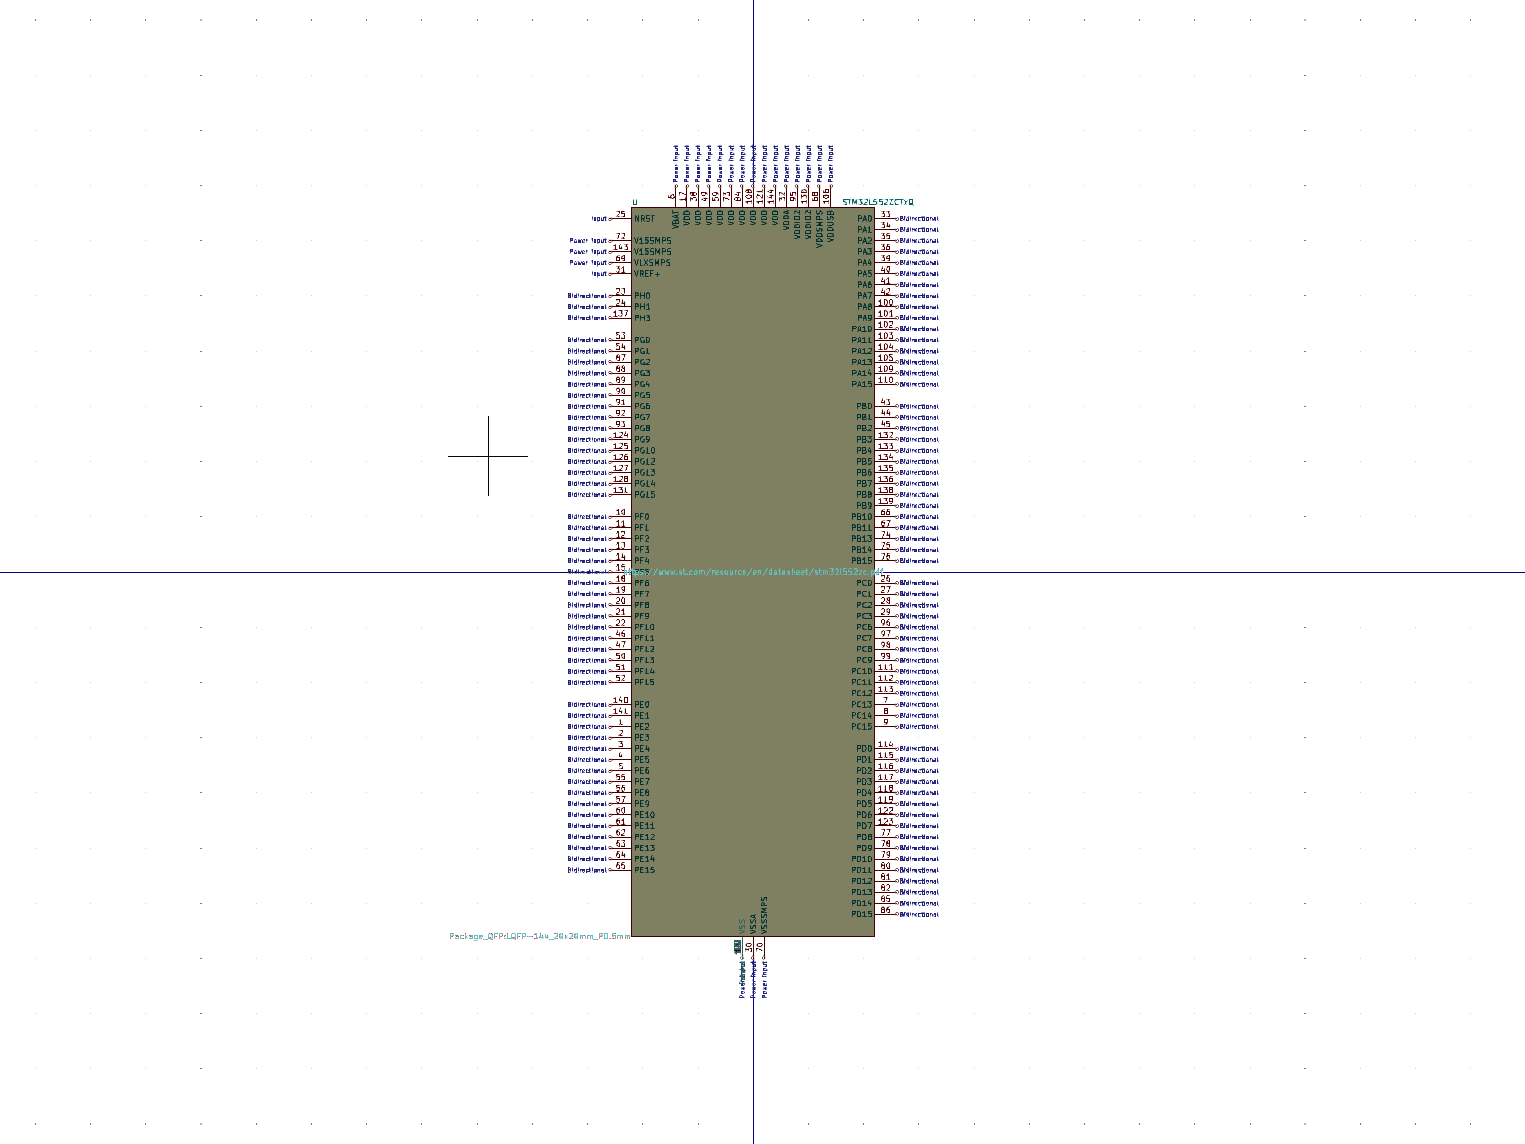 Power Input Power Input Power Input Power Input Power Input Power Input Power Input Power Input Power Input Power Input Power Input Power Input Power Input Power Input Power Input
6 17 38 49 59 73 84 108 121 144 32 95 130 68 106
U STM32L552ZCTxQ
VBAT VDD VDD VDD VDD VDD VDD VDD VDD VDD VDDA VDDIO2 VDDIO2 VDDSMPS VDDUSB
Input 25 NRST PA0 33 Bidirectional
PA1 34 Bidirectional
Power Input 72 V15SMPS PA2 35 Bidirectional
Power Input 143 V15SMPS PA3 36 Bidirectional
Power Input 69 VLXSMPS PA4 39 Bidirectional
Input 31 VREF+ PA5 40 Bidirectional
PA6 41 Bidirectional
Bidirectional 23 PH0 PA7 42 Bidirectional
Bidirectional 24 PH1 PA8 100 Bidirectional
Bidirectional 137 PH3 PA9 101 Bidirectional
PA10 102 Bidirectional
Bidirectional 53 PG0 PA11 103 Bidirectional
Bidirectional 54 PG1 PA12 104 Bidirectional
Bidirectional 87 PG2 PA13 105 Bidirectional
Bidirectional 88 PG3 PA14 109 Bidirectional
Bidirectional 89 PG4 PA15 110 Bidirectional
Bidirectional 90 PG5
Bidirectional 91 PG6 PB0 43 Bidirectional
Bidirectional 92 PG7 PB1 44 Bidirectional
Bidirectional 93 PG8 PB2 45 Bidirectional
Bidirectional 124 PG9 PB3 132 Bidirectional
Bidirectional 125 PG10 PB4 133 Bidirectional
Bidirectional 126 PG12 PB5 134 Bidirectional
Bidirectional 127 PG13 PB6 135 Bidirectional
Bidirectional 128 PG14 PB7 136 Bidirectional
Bidirectional 131 PG15 PB8 138 Bidirectional
PB9 139 Bidirectional
Bidirectional 10 PF0 PB10 66 Bidirectional
Bidirectional 11 PF1 PB11 67 Bidirectional
Bidirectional 12 PF2 PB13 74 Bidirectional
Bidirectional 13 PF3 PB14 75 Bidirectional
Bidirectional 14 PF4 PB15 76 Bidirectional
Bidirectional 15 https://www.st.com/resource/en/datasheet/stm32l552zc.pdf
Bidirectional 18 PF6 PC0 26 Bidirectional
Bidirectional 19 PF7 PC1 27 Bidirectional
Bidirectional 20 PF8 PC2 28 Bidirectional
Bidirectional 21 PF9 PC3 29 Bidirectional
Bidirectional 22 PF10 PC6 96 Bidirectional
Bidirectional 46 PF11 PC7 97 Bidirectional
Bidirectional 47 PF12 PC8 98 Bidirectional
Bidirectional 50 PF13 PC9 99 Bidirectional
Bidirectional 51 PF14 PC10 111 Bidirectional
Bidirectional 52 PF15 PC11 112 Bidirectional
PC12 113 Bidirectional
Bidirectional 140 PE0 PC13 7 Bidirectional
Bidirectional 141 PE1 PC14 8 Bidirectional
Bidirectional 1 PE2 PC15 9 Bidirectional
Bidirectional 2 PE3
Bidirectional 3 PE4 PD0 114 Bidirectional
Bidirectional 4 PE5 PD1 115 Bidirectional
Bidirectional 5 PE6 PD2 116 Bidirectional
Bidirectional 55 PE7 PD3 117 Bidirectional
Bidirectional 56 PE8 PD4 118 Bidirectional
Bidirectional 57 PE9 PD5 119 Bidirectional
Bidirectional 60 PE10 PD6 122 Bidirectional
Bidirectional 61 PE11 PD7 123 Bidirectional
Bidirectional 62 PE12 PD8 77 Bidirectional
Bidirectional 63 PE13 PD9 78 Bidirectional
Bidirectional 64 PE14 PD10 79 Bidirectional
Bidirectional 65 PE15 PD11 80 Bidirectional
PD12 81 Bidirectional
PD13 82 Bidirectional
PD14 85 Bidirectional
PD15 86 Bidirectional
VSS VSSA VSSSMPS
Package_QFP:LQFP-144_20x20mm_P0.5mm
30 70
Power Input Power Input